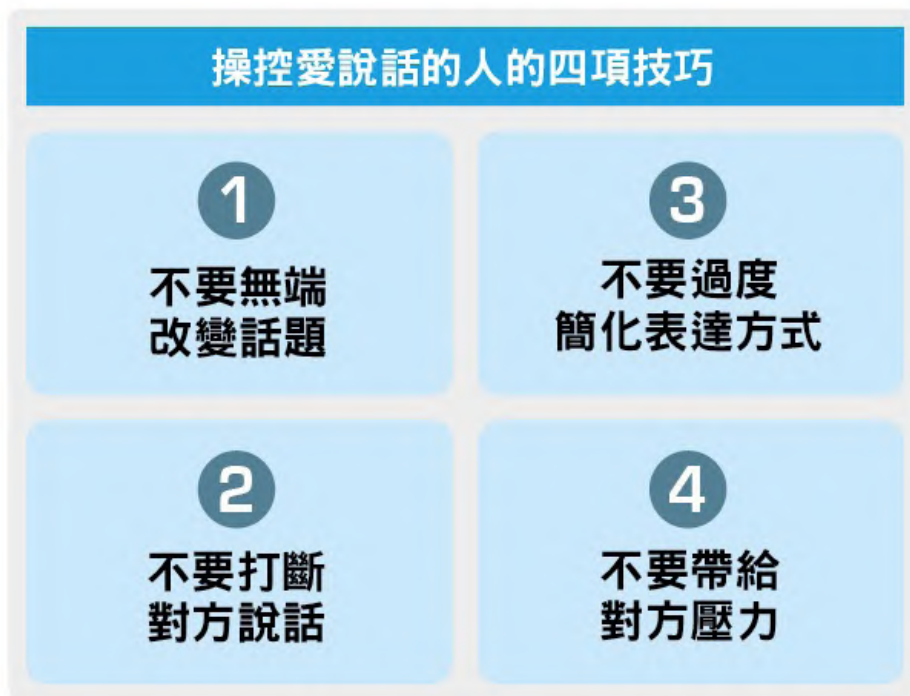 操控愛說話的人的四項技巧
1
不要無端
改變話題
2
不要打斷
對方說話
3
不要過度
簡化表達方式
4
不要帶給
對方壓力